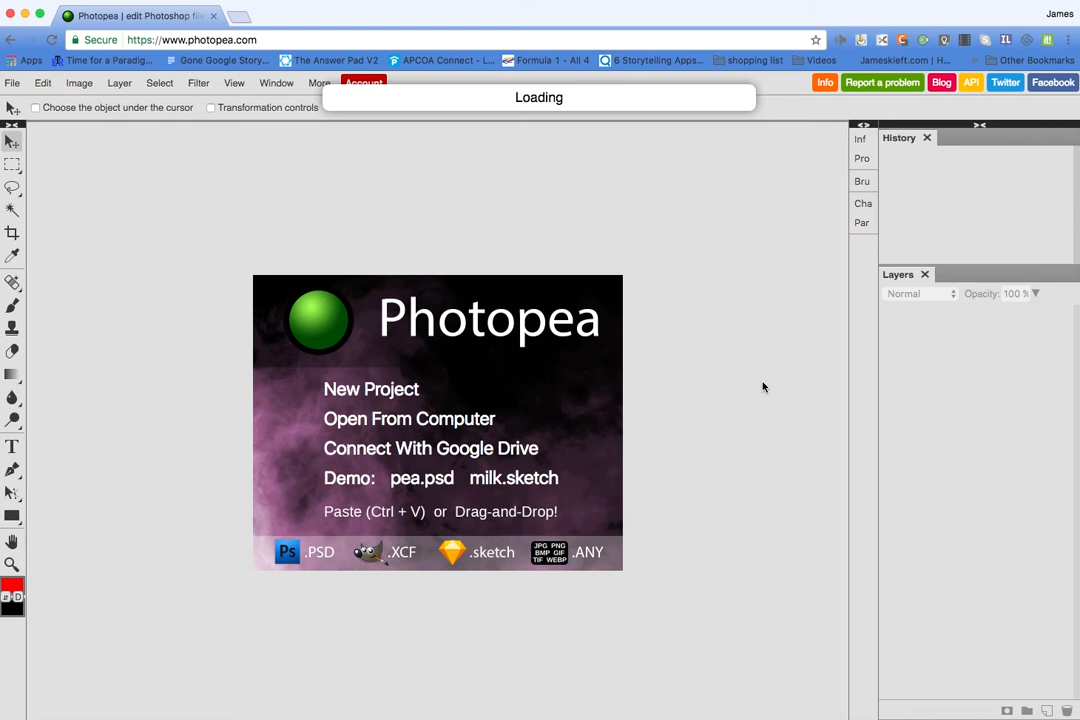 Photopea | edit Photoshop file
James
Secure https://www.photopea.com
Apps Time for a Paradig... Gone Google Story... The Answer Pad V2 APCOA Connect - L... Formula 1 - All 4 6 Storytelling Apps... shopping list Videos Jameskieft.com | H... » Other Bookmarks
File Edit Image Layer Select Filter View Window More Account
Info Report a problem Blog API Twitter Facebook
Loading
Choose the object under the cursor Transformation controls
Inf
Pro
Bru
Cha
Par
History
Layers
Normal Opacity: 100 %
Photopea
New Project
Open From Computer
Connect With Google Drive
Demo: pea.psd milk.sketch
Paste (Ctrl + V) or Drag-and-Drop!
Ps .PSD .XCF .sketch JPG PNG BMP GIF TIF WEBP .ANY
T
D